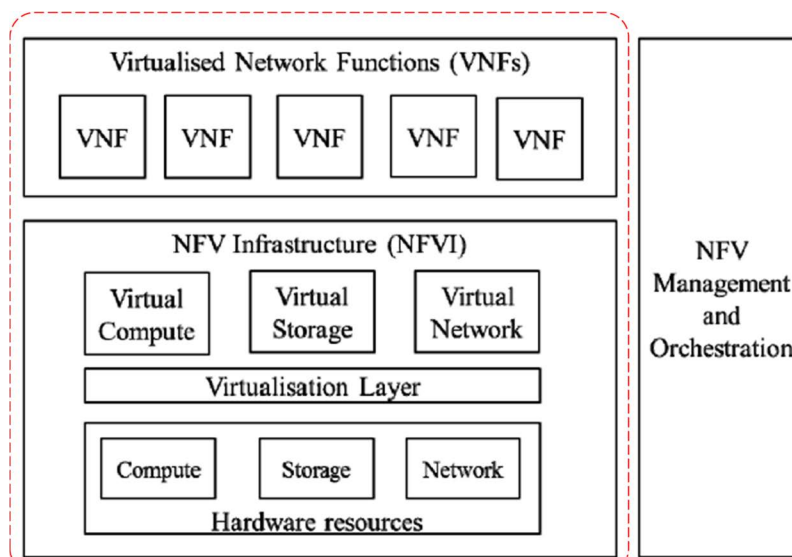 Virtualised Network Functions (VNFs)
VNF VNF VNF VNF VNF
NFV Infrastructure (NFVI)
Virtual
Compute
Virtual
Storage
Virtual
Network
Virtualisation Layer
Compute Storage Network
Hardware resources
NFV
Management
and
Orchestration